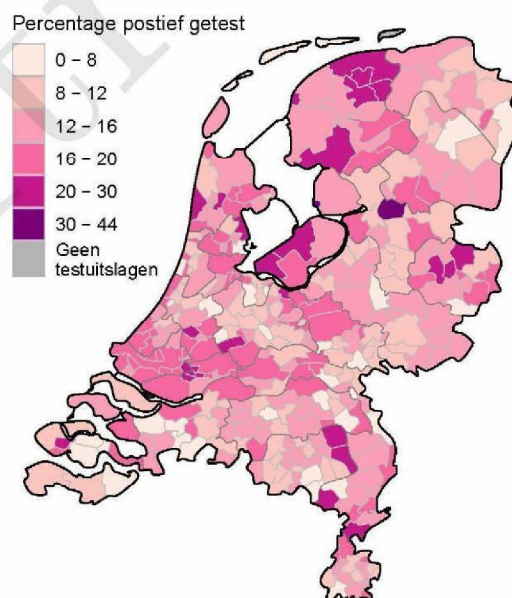 Percentage postief getest
0 – 8
8 – 12
12 – 16
16 – 20
20 – 30
30 – 44
Geen
testuitslagen